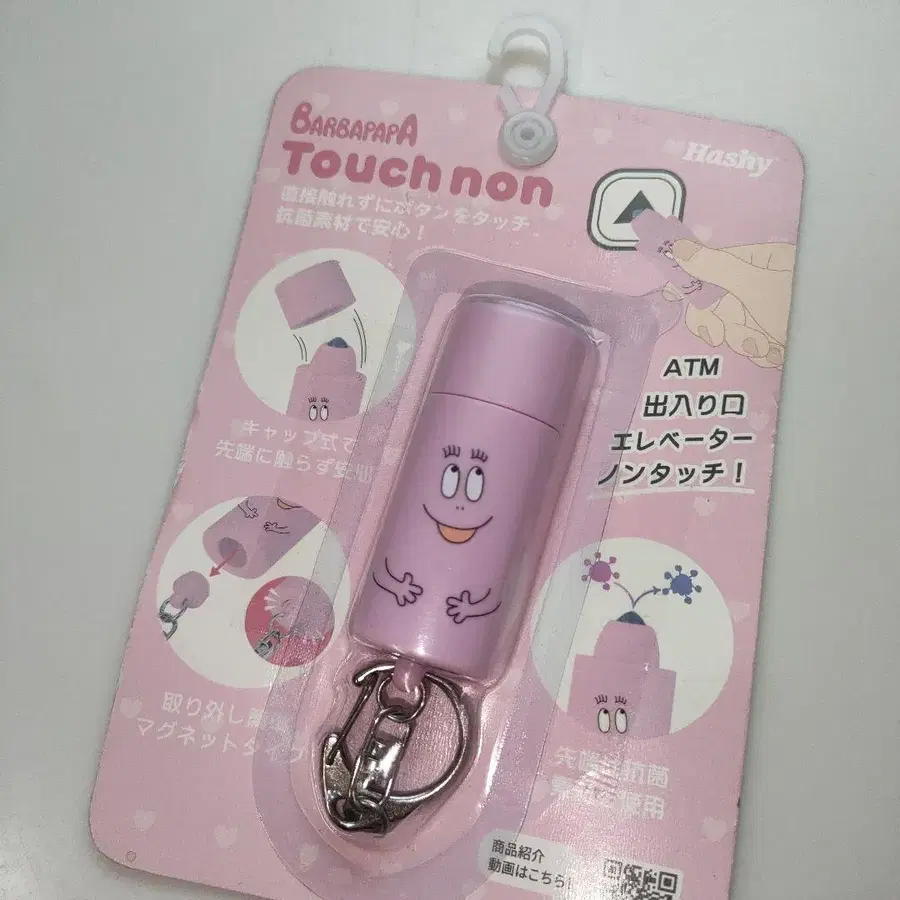 BARBAPAPA
Hashy
Touch non
直接触れずにボタンをタッチ
抗菌素材で安心！
ATM
出入り口
エレベーター
ノンタッチ！
キャップ式で
先端に触らず安心
取り外し
マグネットタイプ
先端は抗菌
使用
商品紹介
動画はこちら